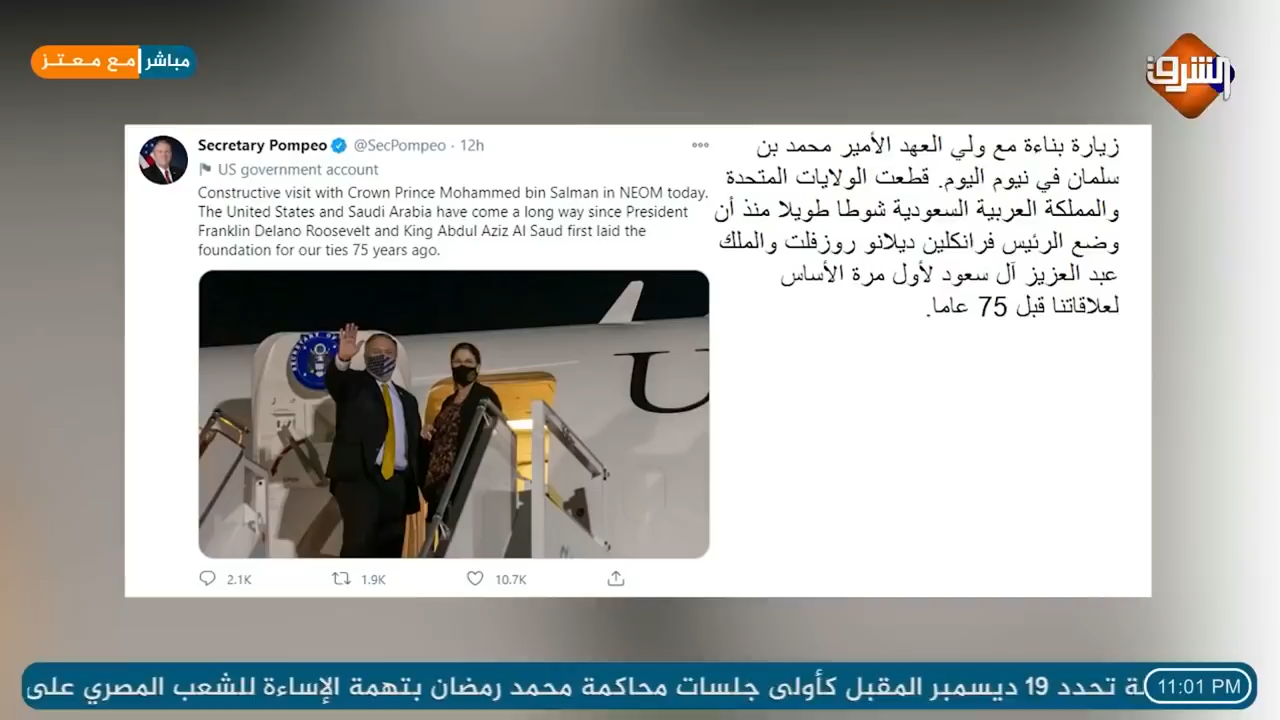 مباشر مع معتز
الشرق
Secretary Pompeo @SecPompeo · 12h
US government account
Constructive visit with Crown Prince Mohammed bin Salman in NEOM today.
The United States and Saudi Arabia have come a long way since President
Franklin Delano Roosevelt and King Abdul Aziz Al Saud first laid the
foundation for our ties 75 years ago.
زيارة بناءة مع ولي العهد الأمير محمد بن
سلمان في نيوم اليوم. قطعت الولايات المتحدة
والمملكة العربية السعودية شوطا طويلا منذ أن
وضع الرئيس فرانكلين ديلانو روزفلت والملك
عبد العزيز آل سعود لأول مرة الأساس
لعلاقاتنا قبل 75 عاما.
U
2.1K 1.9K 10.7K
تحدد 19 ديسمبر المقبل كأولى جلسات محاكمة محمد رمضان بتهمة الإساءة للشعب المصري على
11:01 PM